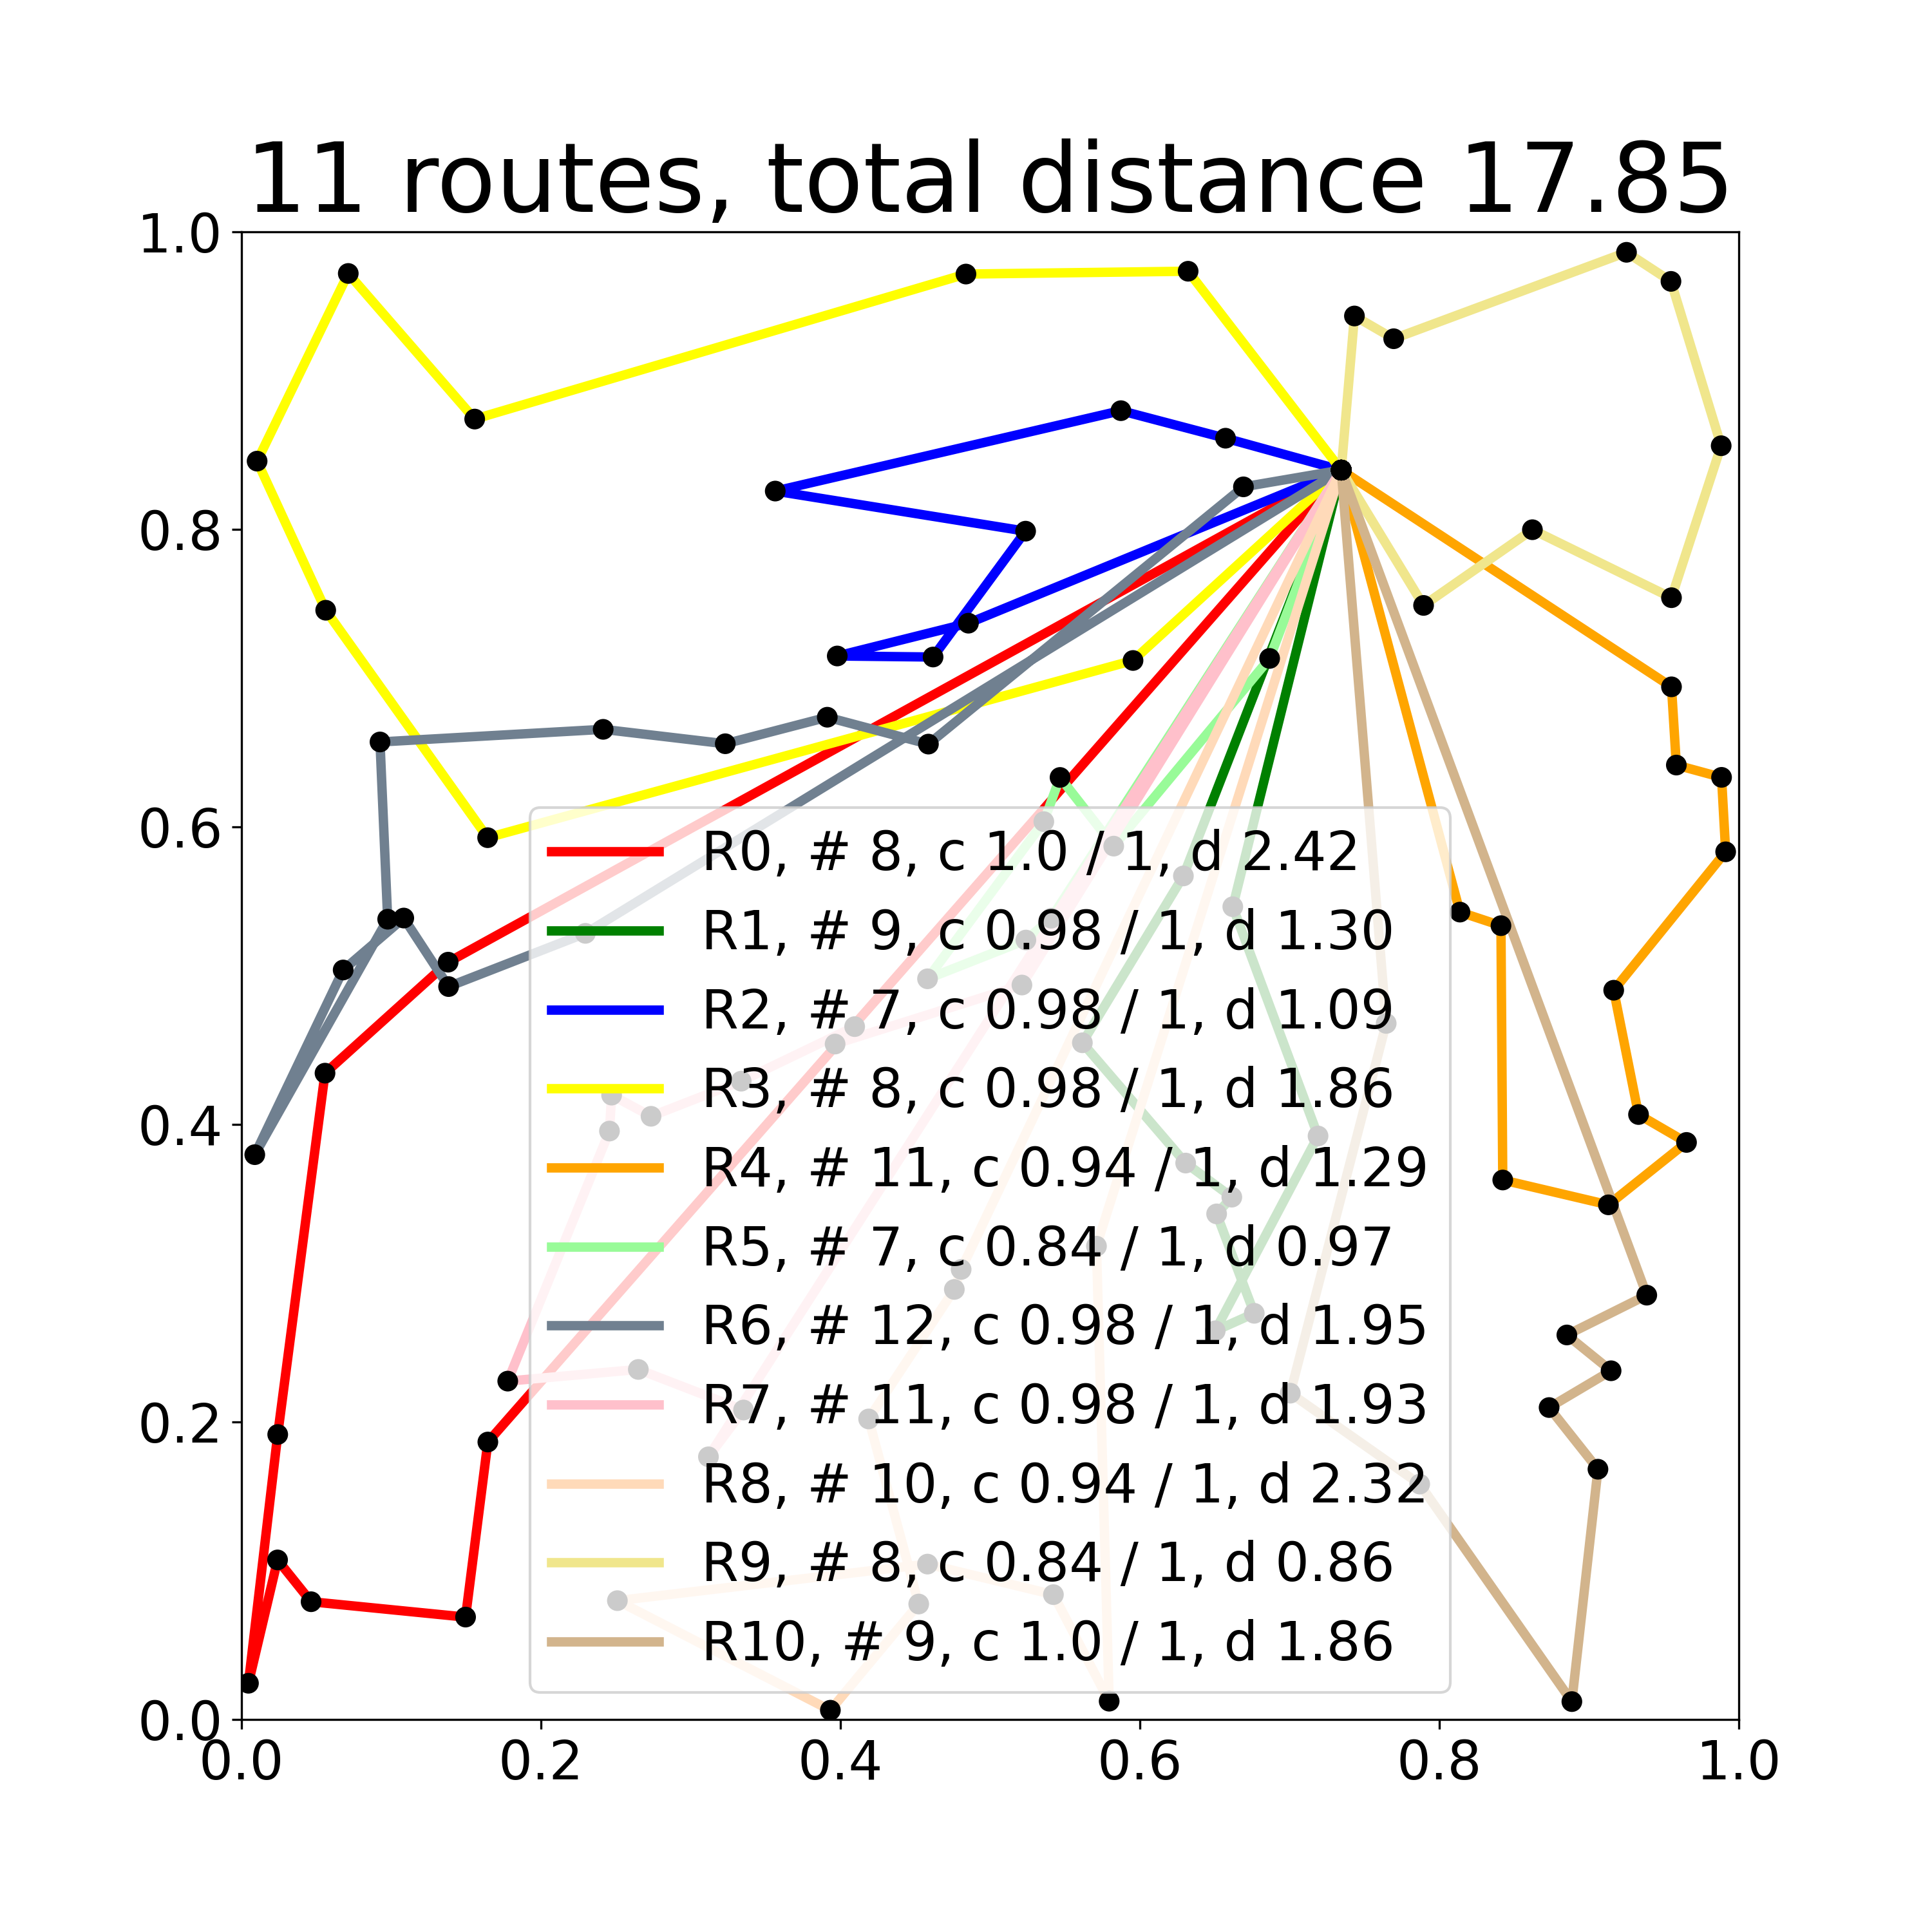 11 routes, total distance 17.85
1.0
0.8
0.6
0.4
0.2
0.0
R0, # 8, c 1.0 / 1, d 2.42
R1, # 9, c 0.98 / 1, d 1.30
R2, # 7, c 0.98 / 1, d 1.09
R3, # 8, c 0.98 / 1, d 1.86
R4, # 11, c 0.94 / 1, d 1.29
R5, # 7, c 0.84 / 1, d 0.97
R6, # 12, c 0.98 / 1, d 1.95
R7, # 11, c 0.98 / 1, d 1.93
R8, # 10, c 0.94 / 1, d 2.32
R9, # 8, c 0.84 / 1, d 0.86
R10, # 9, c 1.0 / 1, d 1.86
0.0 0.2 0.4 0.6 0.8 1.0